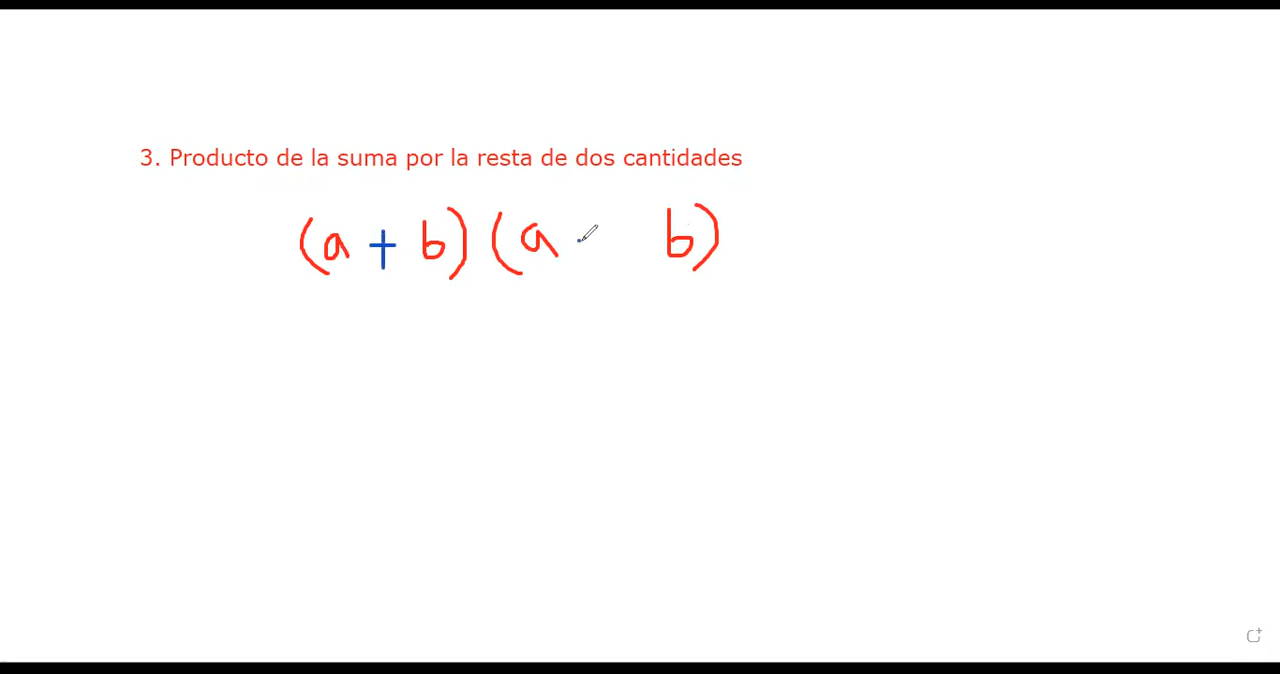 3. Producto de la suma por la resta de dos cantidades
(a + b) (a b)